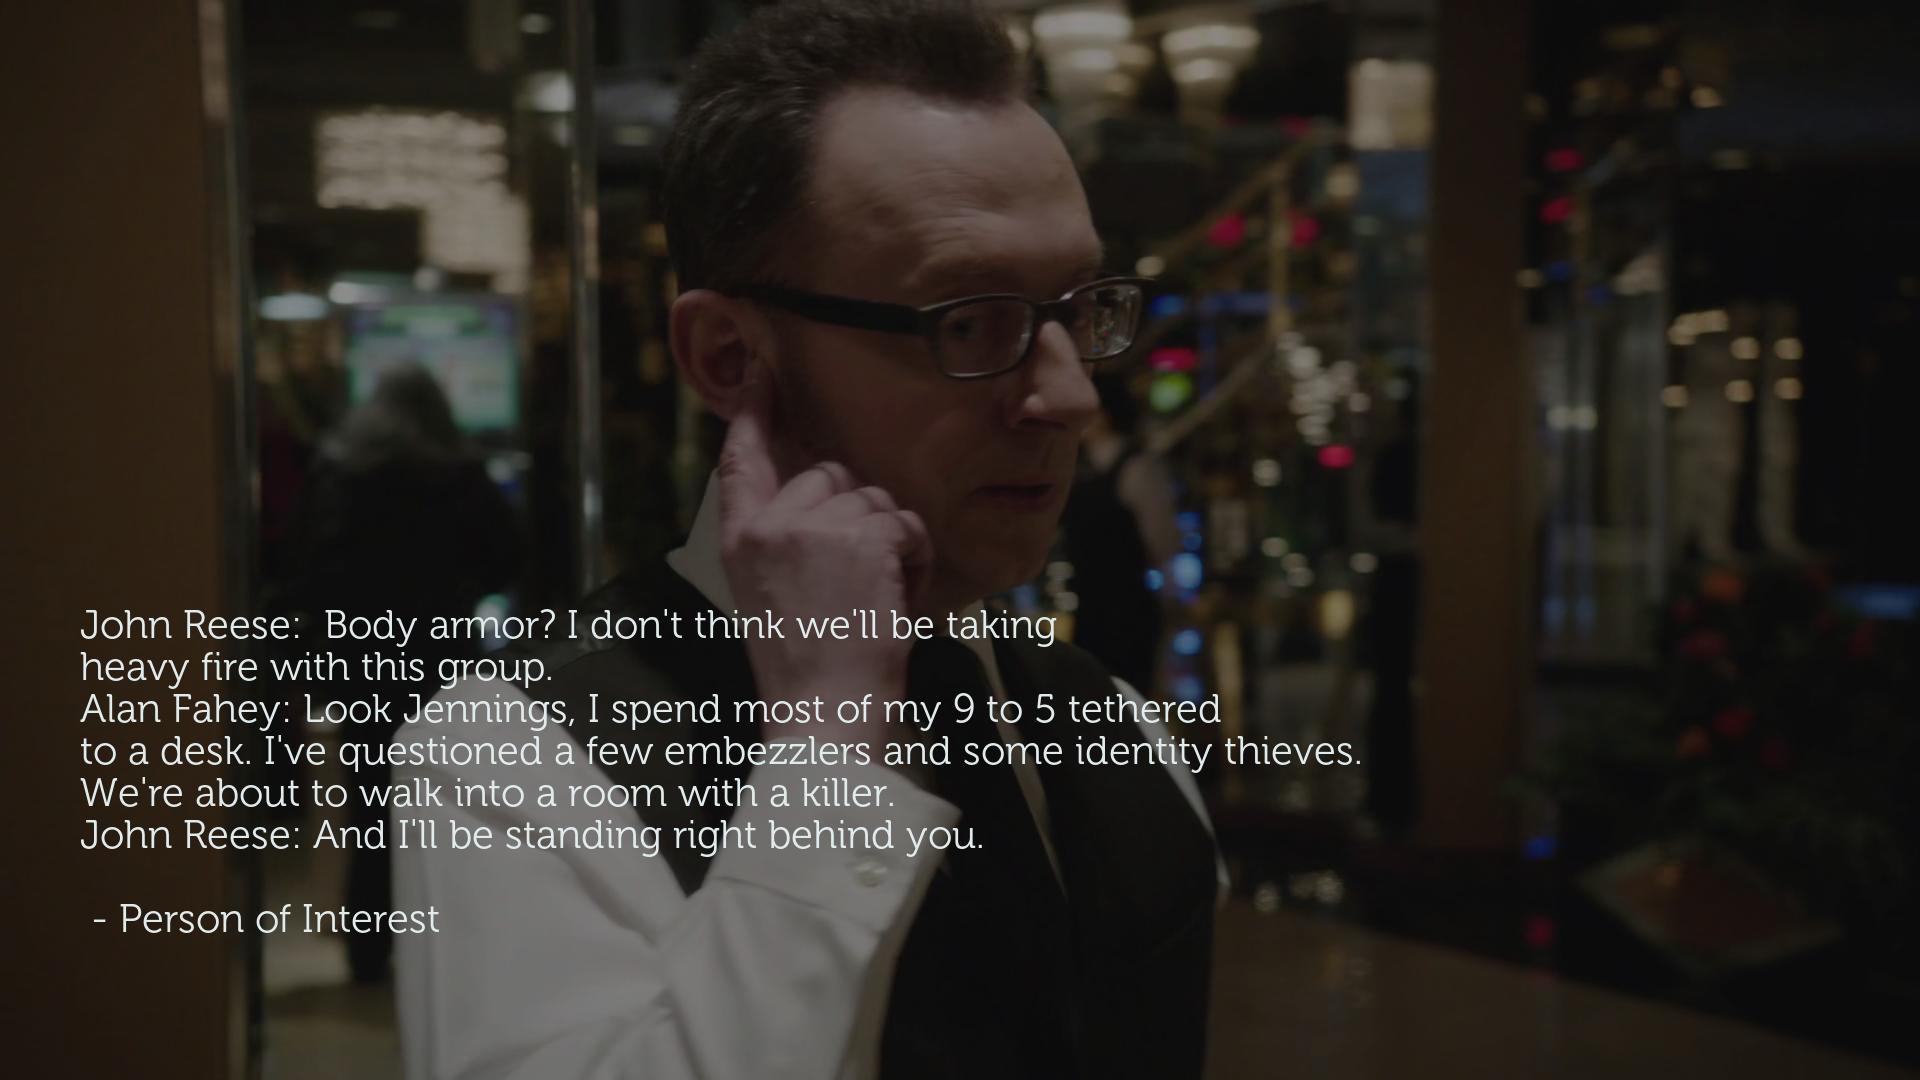 John Reese:  Body armor? I don't think we'll be taking
heavy fire with this group.
Alan Fahey: Look Jennings, I spend most of my 9 to 5 tethered
to a desk. I've questioned a few embezzlers and some identity thieves.
We're about to walk into a room with a killer.
John Reese: And I'll be standing right behind you.
- Person of Interest